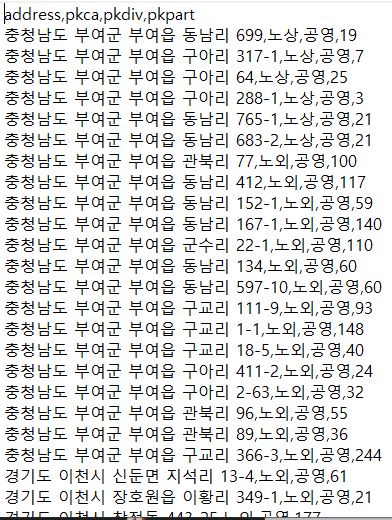 address,pkca,pkdiv,pkpart
충청남도 부여군 부여읍 동남리 699,노상,공영,19
충청남도 부여군 부여읍 구아리 317-1,노상,공영,7
충청남도 부여군 부여읍 구아리 64,노상,공영,25
충청남도 부여군 부여읍 구아리 288-1,노상,공영,3
충청남도 부여군 부여읍 동남리 765-1,노상,공영,21
충청남도 부여군 부여읍 동남리 683-2,노상,공영,21
충청남도 부여군 부여읍 관북리 77,노외,공영,100
충청남도 부여군 부여읍 동남리 412,노외,공영,117
충청남도 부여군 부여읍 동남리 152-1,노외,공영,59
충청남도 부여군 부여읍 동남리 167-1,노외,공영,140
충청남도 부여군 부여읍 군수리 22-1,노외,공영,110
충청남도 부여군 부여읍 동남리 134,노외,공영,60
충청남도 부여군 부여읍 동남리 597-10,노외,공영,60
충청남도 부여군 부여읍 구교리 111-9,노외,공영,93
충청남도 부여군 부여읍 구교리 1-1,노외,공영,148
충청남도 부여군 부여읍 구교리 18-5,노외,공영,40
충청남도 부여군 부여읍 구아리 411-2,노외,공영,24
충청남도 부여군 부여읍 구아리 2-63,노외,공영,32
충청남도 부여군 부여읍 관북리 96,노외,공영,55
충청남도 부여군 부여읍 관북리 89,노외,공영,36
충청남도 부여군 부여읍 구교리 366-3,노외,공영,244
경기도 이천시 신둔면 지석리 13-4,노외,공영,61
경기도 이천시 장호원읍 이황리 349-1,노외,공영,21
경기도 이천시